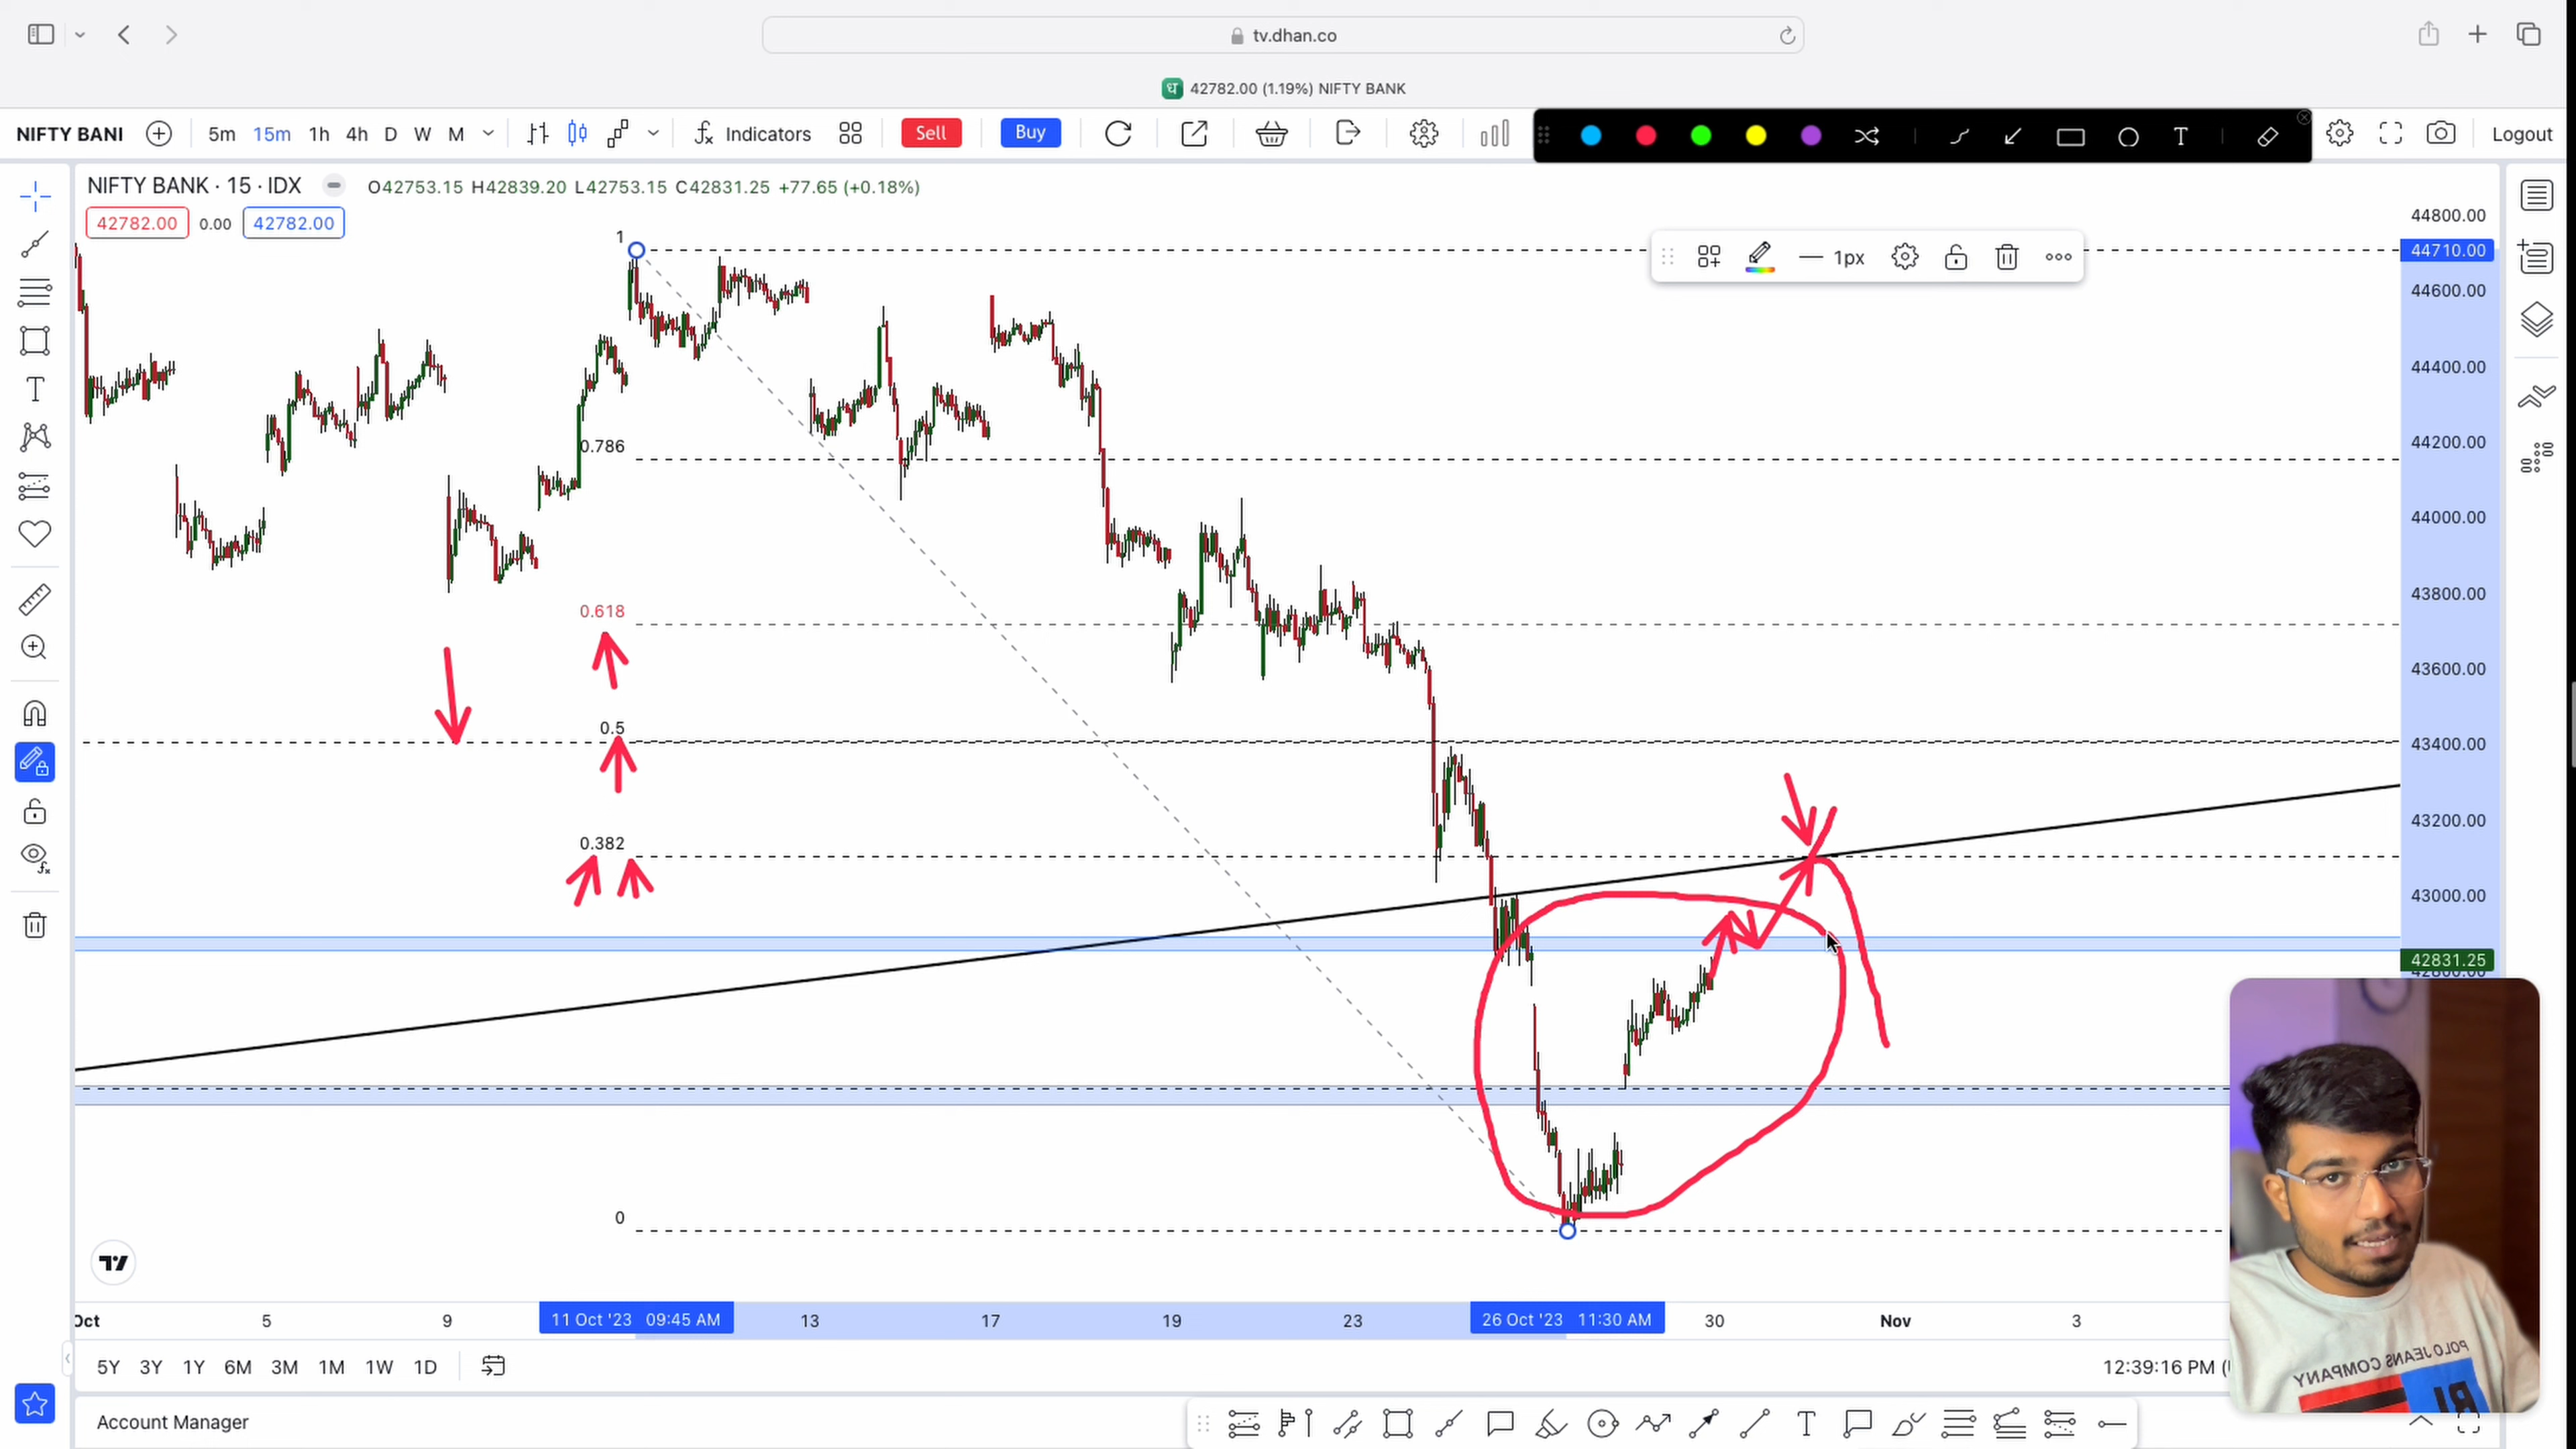 tv.dhan.co
42782.00 (1.19%) NIFTY BANK
NIFTY BANI 5m 15m 1h 4h D W M Indicators Sell Buy T Logout
NIFTY BANK · 15 · IDX O42753.15 H42839.20 L42753.15 C42831.25 +77.65 (+0.18%)
42782.00 0.00 42782.00
1
1px
0.786
0.618
0.5
0.382
0
44800.00
44710.00
44600.00
44400.00
44200.00
44000.00
43800.00
43600.00
43400.00
43200.00
43000.00
42831.25
Oct 5 9 11 Oct '23 09:45 AM 13 17 19 23 26 Oct '23 11:30 AM 30 Nov 3
5Y 3Y 1Y 6M 3M 1M 1W 1D 12:39:16 PM
Account Manager
POLO JEANS COMPANY